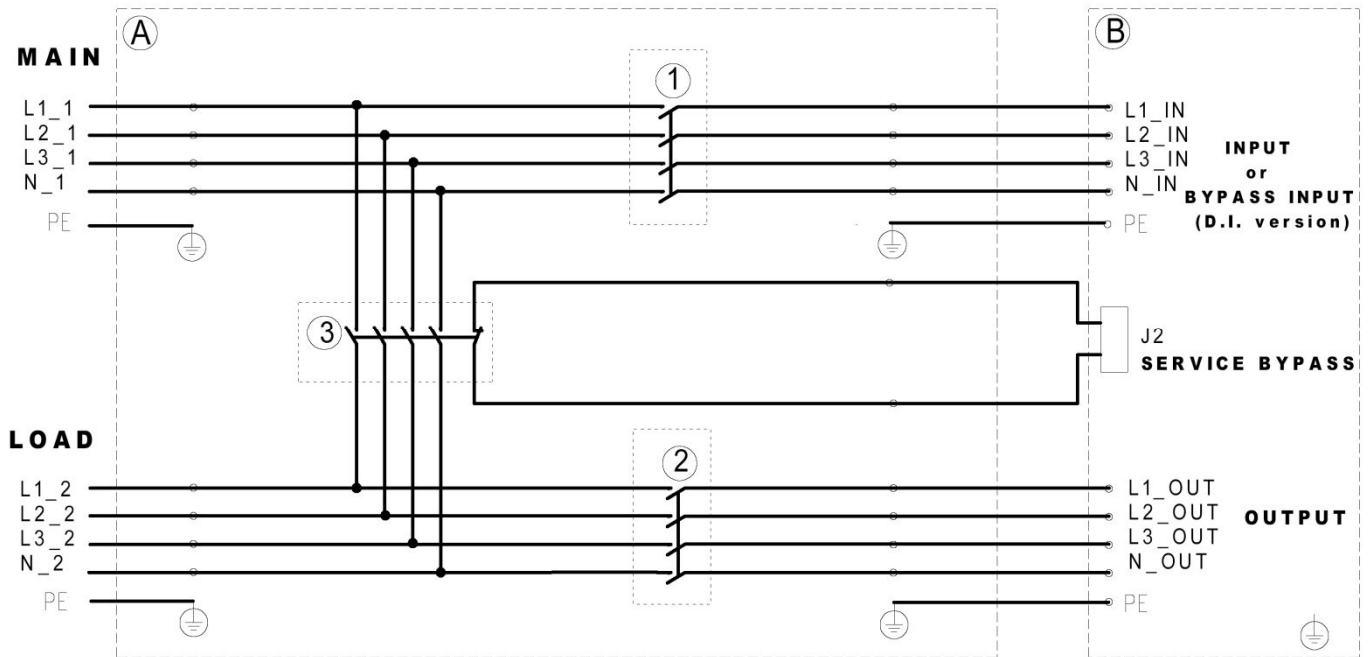 A
B
MAIN
1
L1_1
L2_1
L3_1
N_1
PE
L1_IN
L2_IN
L3_IN
N_IN
PE
INPUT
or
BYPASS INPUT
(D.I. version)
3
J2
SERVICE BYPASS
LOAD
2
L1_2
L2_2
L3_2
N_2
PE
L1_OUT
L2_OUT
L3_OUT
N_OUT
PE
OUTPUT